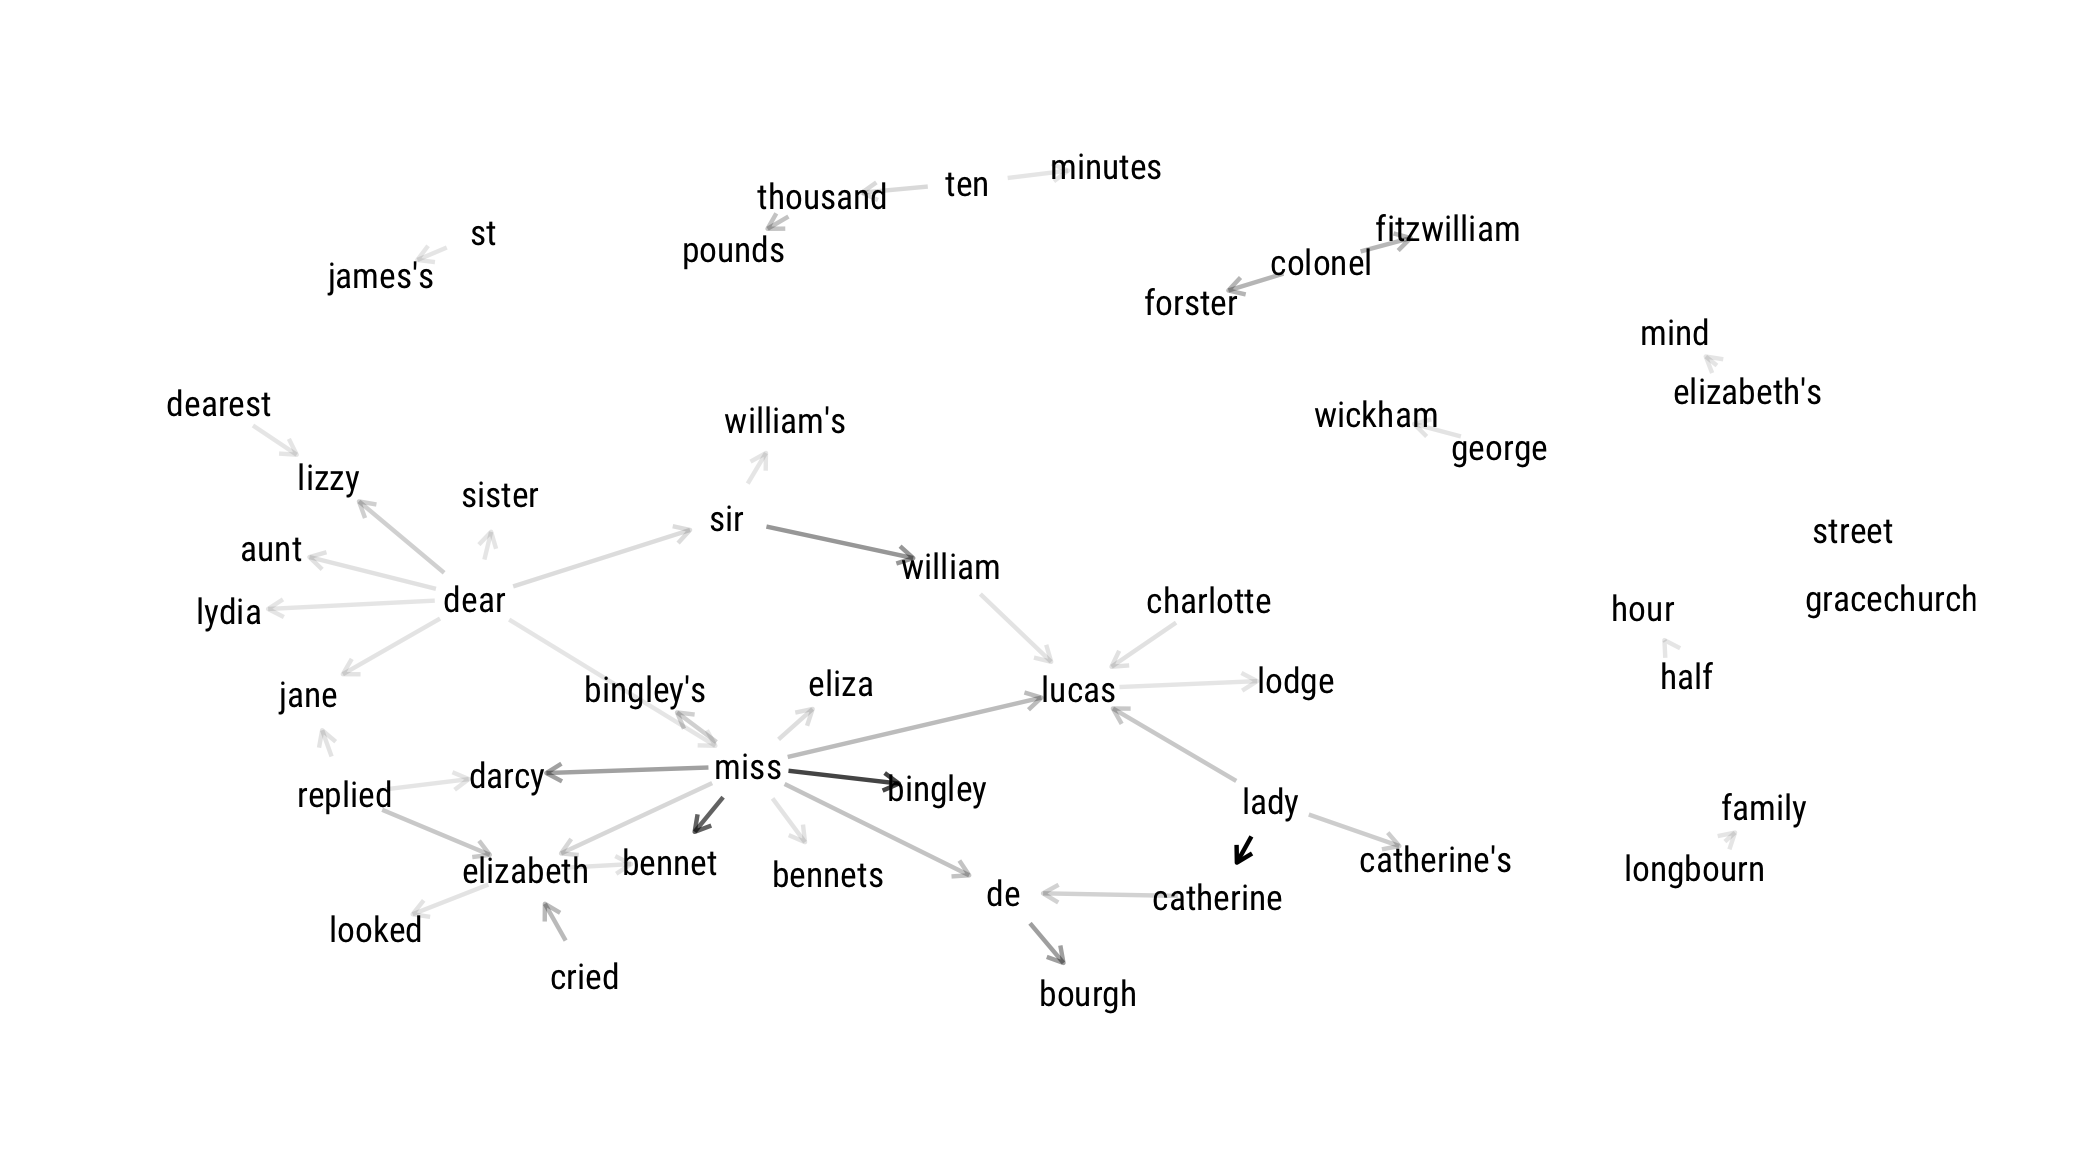 minutes
ten
thousand
fitzwilliam
st
pounds
colonel
james's
forster
mind
elizabeth's
dearest
wickham
william's
george
lizzy
sister
sir
street
aunt
william
dear
charlotte
gracechurch
hour
lydia
half
lodge
eliza
bingley's
lucas
jane
miss
darcy
bingley
replied
lady
family
catherine's
bennet
longbourn
elizabeth
bennets
de
catherine
looked
cried
bourgh